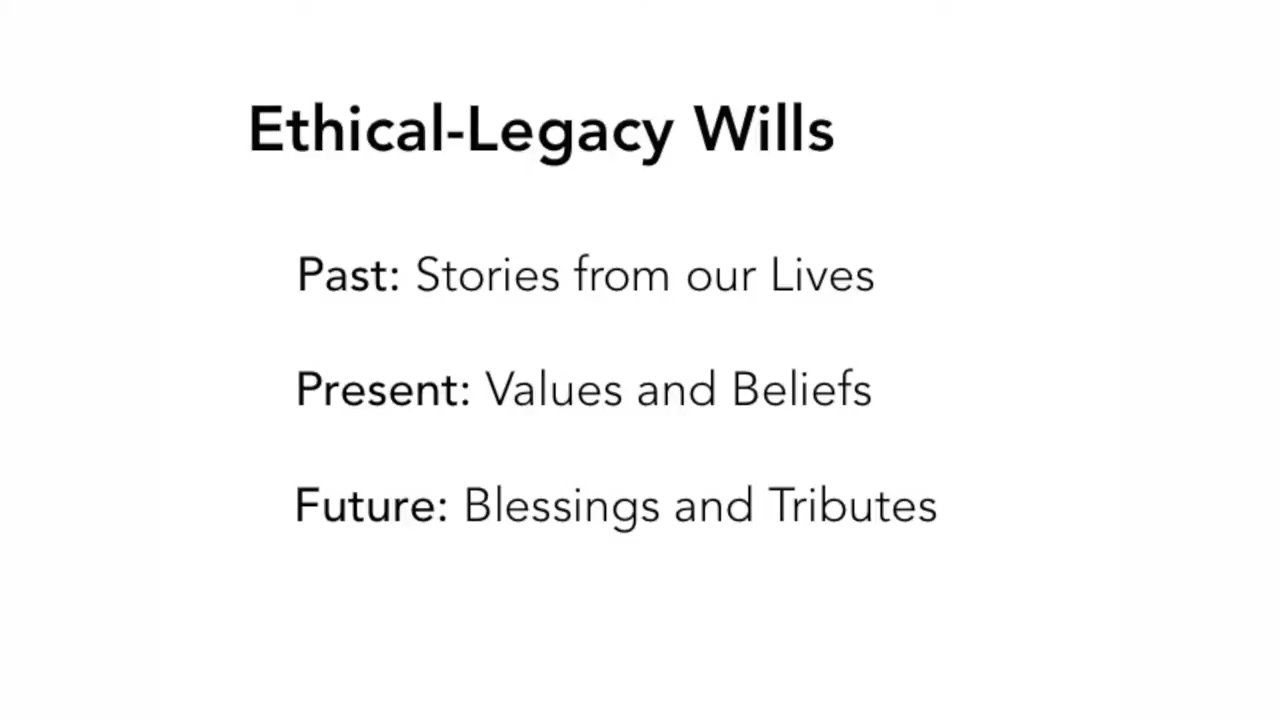 Ethical-Legacy Wills
Past: Stories from our Lives
Present: Values and Beliefs
Future: Blessings and Tributes